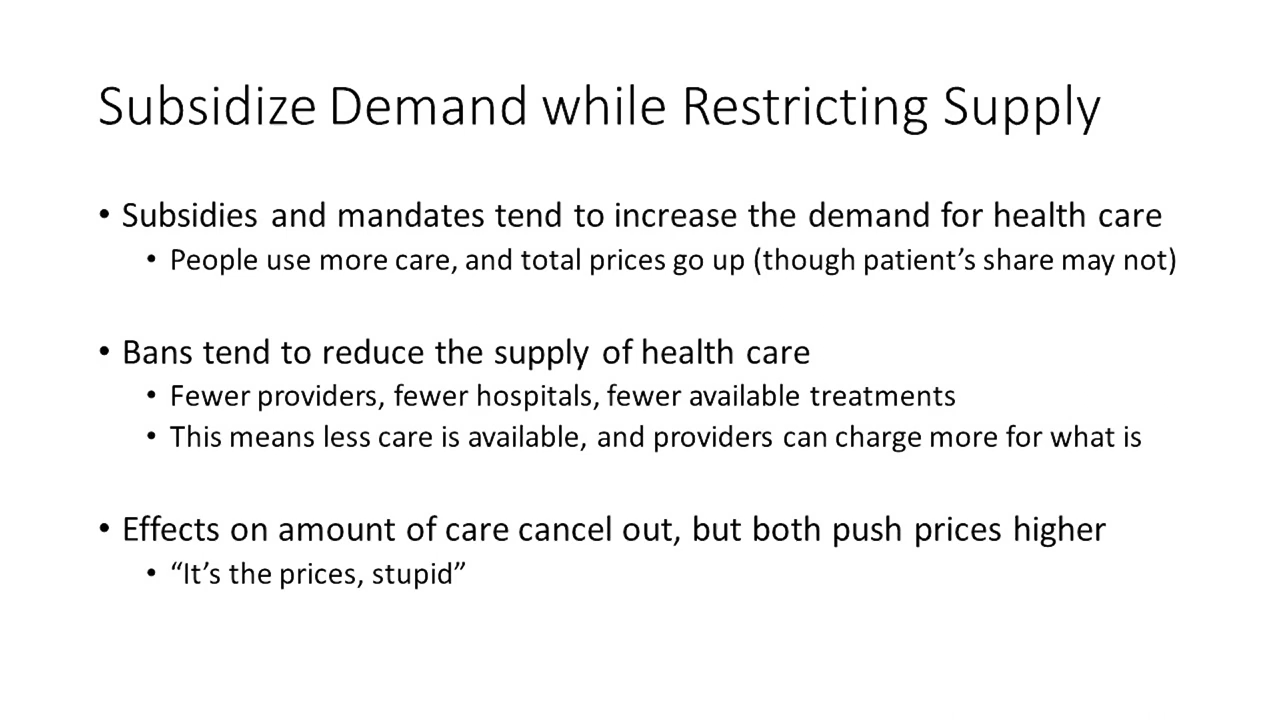 Subsidize Demand while Restricting Supply
• Subsidies and mandates tend to increase the demand for health care
• People use more care, and total prices go up (though patient’s share may not)
• Bans tend to reduce the supply of health care
• Fewer providers, fewer hospitals, fewer available treatments
• This means less care is available, and providers can charge more for what is
• Effects on amount of care cancel out, but both push prices higher
• “It’s the prices, stupid”